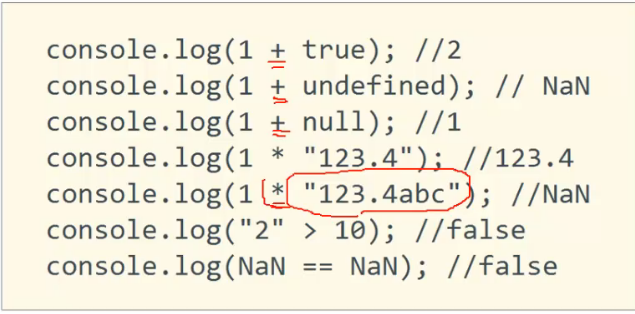 console.log(1 + true); //2
console.log(1 + undefined); // NaN
console.log(1 + null); //1
console.log(1 * "123.4"); //123.4
console.log(1 * "123.4abc"); //NaN
console.log("2" > 10); //false
console.log(NaN == NaN); //false